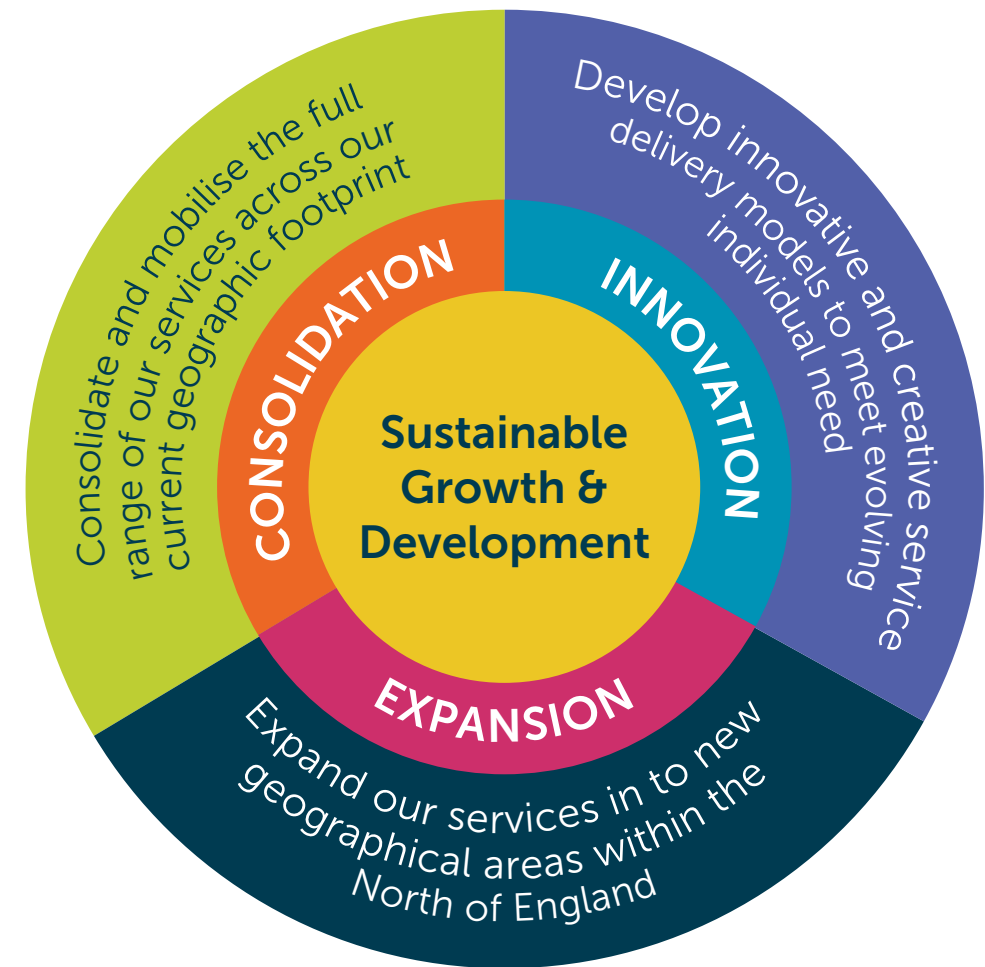 Sustainable
Growth &
Development
CONSOLIDATION
Consolidate and mobilise the full
range of our services across our
current geographic footprint
INNOVATION
Develop innovative and creative service
delivery models to meet evolving
individual need
EXPANSION
Expand our services in to new
geographical areas within the
North of England